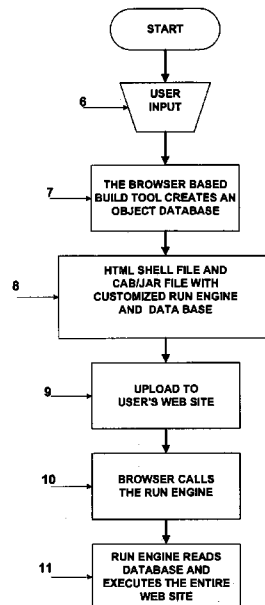 START
6
USER
INPUT
7
THE BROWSER BASED
BUILD TOOL CREATES AN
OBJECT DATABASE
8
HTML SHELL FILE AND
CAB/JAR FILE WITH
CUSTOMIZED RUN ENGINE
AND DATA BASE
9
UPLOAD TO
USER'S WEB SITE
10
BROWSER CALLS
THE RUN ENGINE
11
RUN ENGINE READS
DATABASE AND
EXECUTES THE ENTIRE
WEB SITE